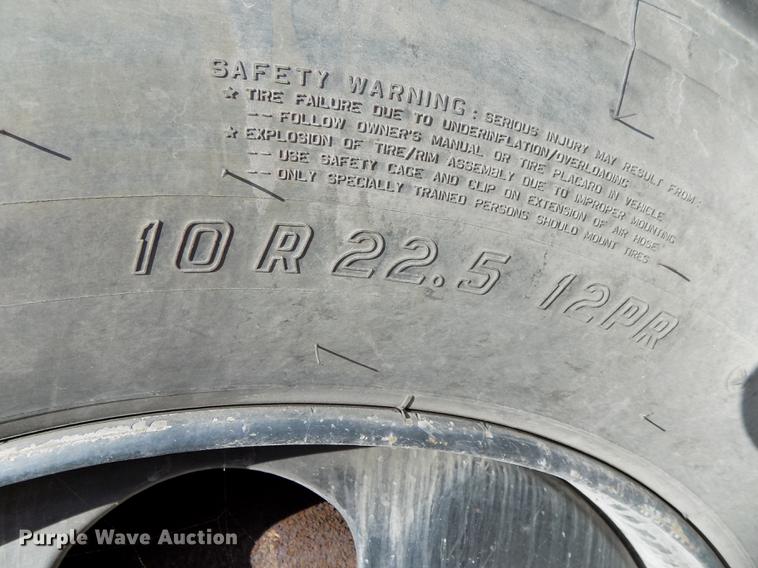 SAFETY WARNING: SERIOUS INJURY MAY RESULT FROM:
☆ TIRE FAILURE DUE TO UNDERINFLATION/OVERLOADING
-- FOLLOW OWNER'S MANUAL OR TIRE PLACARD IN VEHICLE
☆ EXPLOSION OF TIRE/RIM ASSEMBLY DUE TO IMPROPER MOUNTING
-- USE SAFETY CAGE AND CLIP ON EXTENSION OF AIR HOSE
-- ONLY SPECIALLY TRAINED PERSONS SHOULD MOUNT TIRES
10 R 22.5 12PR
Purple Wave Auction